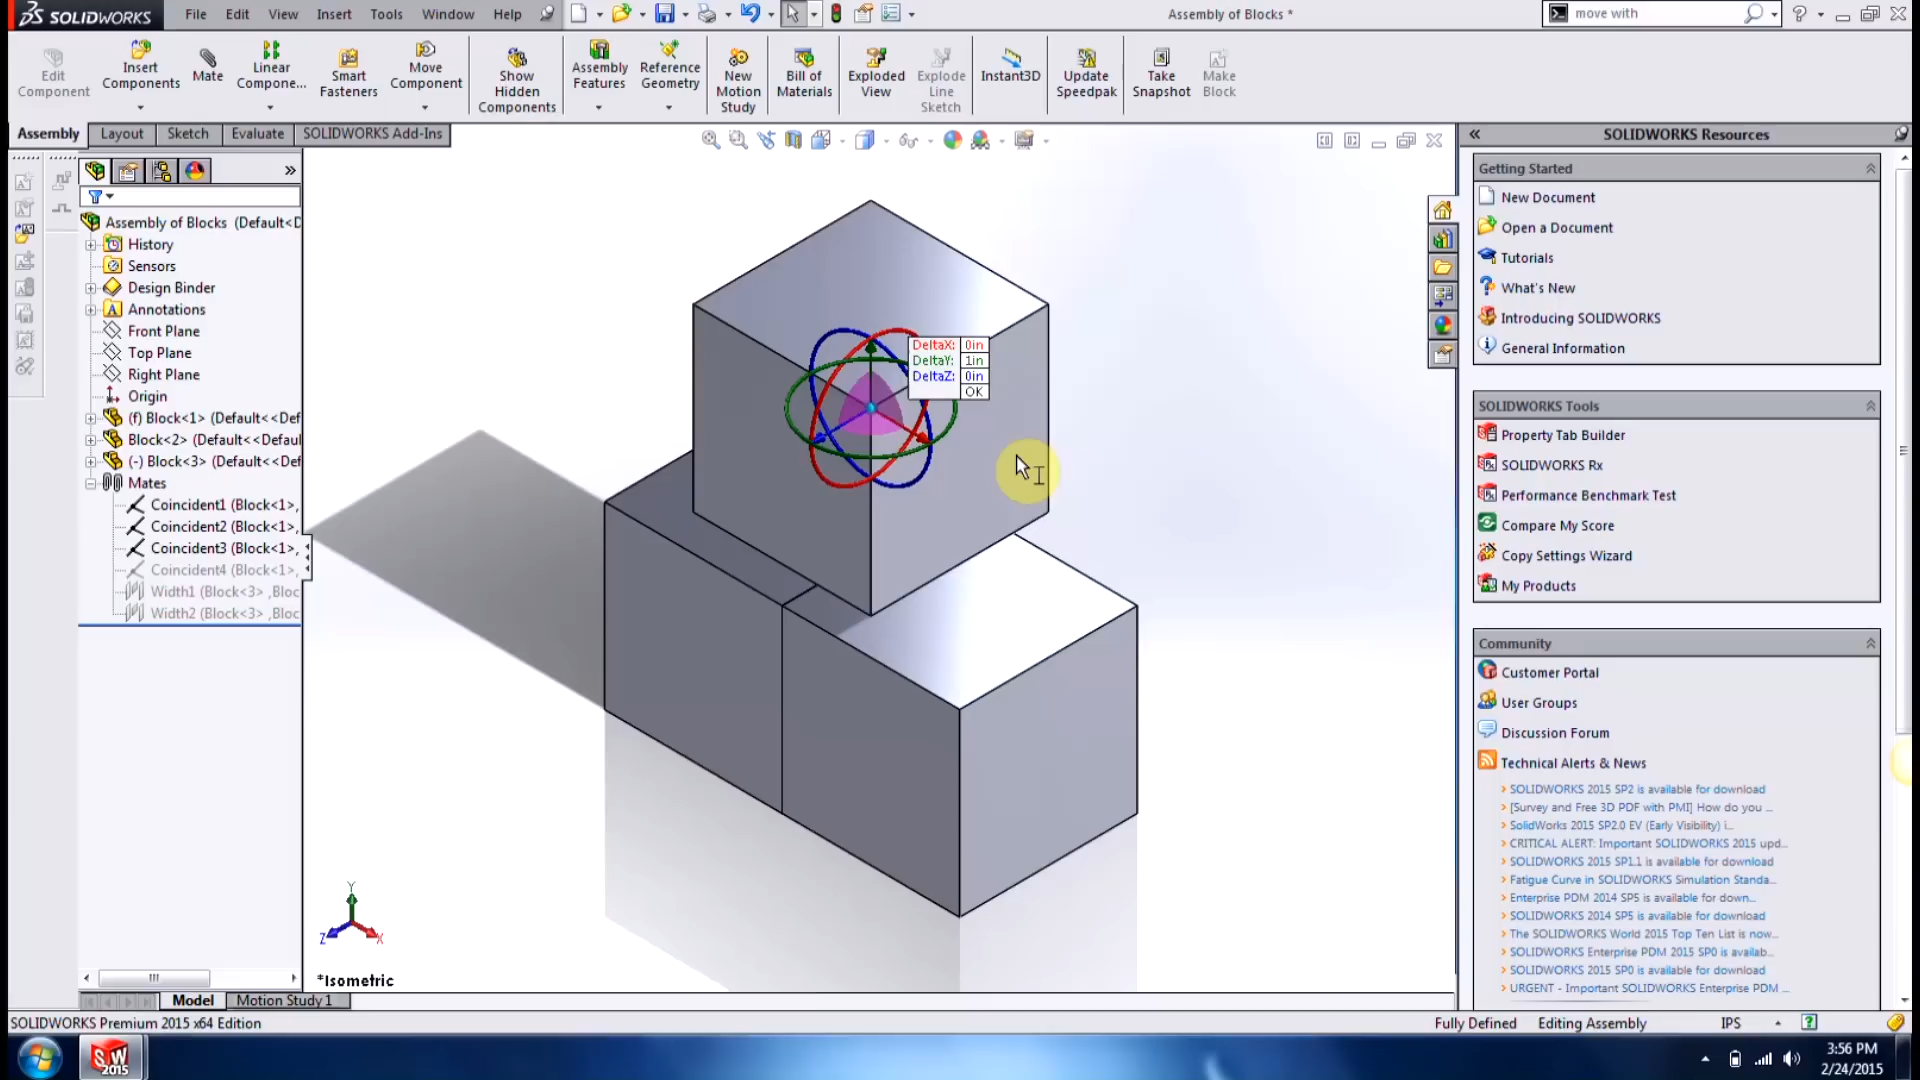 SOLIDWORKS
File Edit View Insert Tools Window Help
Assembly of Blocks *
move with
Edit Component
Insert Components
Mate
Linear Compone...
Smart Fasteners
Move Component
Show Hidden Components
Assembly Features
Reference Geometry
New Motion Study
Bill of Materials
Exploded View
Explode Line Sketch
Instant3D
Update Speedpak
Take Snapshot
Make Block
Assembly Layout Sketch Evaluate SOLIDWORKS Add-Ins
Assembly of Blocks (Default<D
History
Sensors
Design Binder
Annotations
Front Plane
Top Plane
Right Plane
Origin
(f) Block<1> (Default<<Def
Block<2> (Default<<Defaul
(-) Block<3> (Default<<Def
Mates
Coincident1 (Block<1>,
Coincident2 (Block<1>,
Coincident3 (Block<1>,
Coincident4 (Block<1>,
Width1 (Block<3> ,Bloc
Width2 (Block<3> ,Bloc
DeltaX: 0in
DeltaY: 1in
DeltaZ: 0in
OK
Y
Z
X
*Isometric
SOLIDWORKS Resources
Getting Started
New Document
Open a Document
Tutorials
What's New
Introducing SOLIDWORKS
General Information
SOLIDWORKS Tools
Property Tab Builder
SOLIDWORKS Rx
Performance Benchmark Test
Compare My Score
Copy Settings Wizard
My Products
Community
Customer Portal
User Groups
Discussion Forum
Technical Alerts & News
SOLIDWORKS 2015 SP2 is available for download
[Survey and Free 3D PDF with PMI] How do you ...
SolidWorks 2015 SP2.0 EV (Early Visibility) i...
CRITICAL ALERT: Important SOLIDWORKS 2015 upd...
SOLIDWORKS 2015 SP1.1 is available for download
Fatigue Curve in SOLIDWORKS Simulation Standa...
Enterprise PDM 2014 SP5 is available for down...
SOLIDWORKS 2014 SP5 is available for download
The SOLIDWORKS World 2015 Top Ten List is now...
SOLIDWORKS Enterprise PDM 2015 SP0 is availab...
SOLIDWORKS 2015 SP0 is available for download
URGENT - Important SOLIDWORKS Enterprise PDM ...
Model Motion Study 1
SOLIDWORKS Premium 2015 x64 Edition
Fully Defined Editing Assembly IPS
SW 2015
3:56 PM
2/24/2015